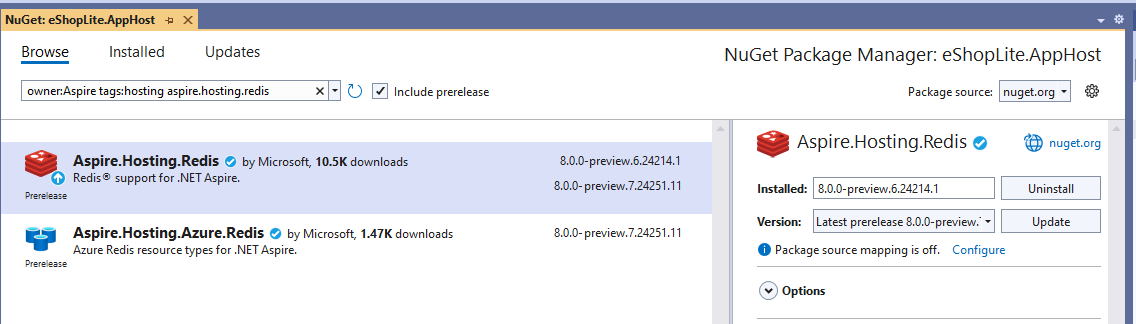 NuGet: eShopLite.AppHost
Browse Installed Updates
NuGet Package Manager: eShopLite.AppHost
owner:Aspire tags:hosting aspire.hosting.redis
Include prerelease
Package source: nuget.org
Aspire.Hosting.Redis by Microsoft, 10.5K downloads
Redis® support for .NET Aspire.
Prerelease
8.0.0-preview.6.24214.1
8.0.0-preview.7.24251.11
Aspire.Hosting.Azure.Redis by Microsoft, 1.47K downloads
Azure Redis resource types for .NET Aspire.
Prerelease
8.0.0-preview.7.24251.11
Aspire.Hosting.Redis
nuget.org
Installed: 8.0.0-preview.6.24214.1 Uninstall
Version: Latest prerelease 8.0.0-preview. Update
Package source mapping is off. Configure
Options